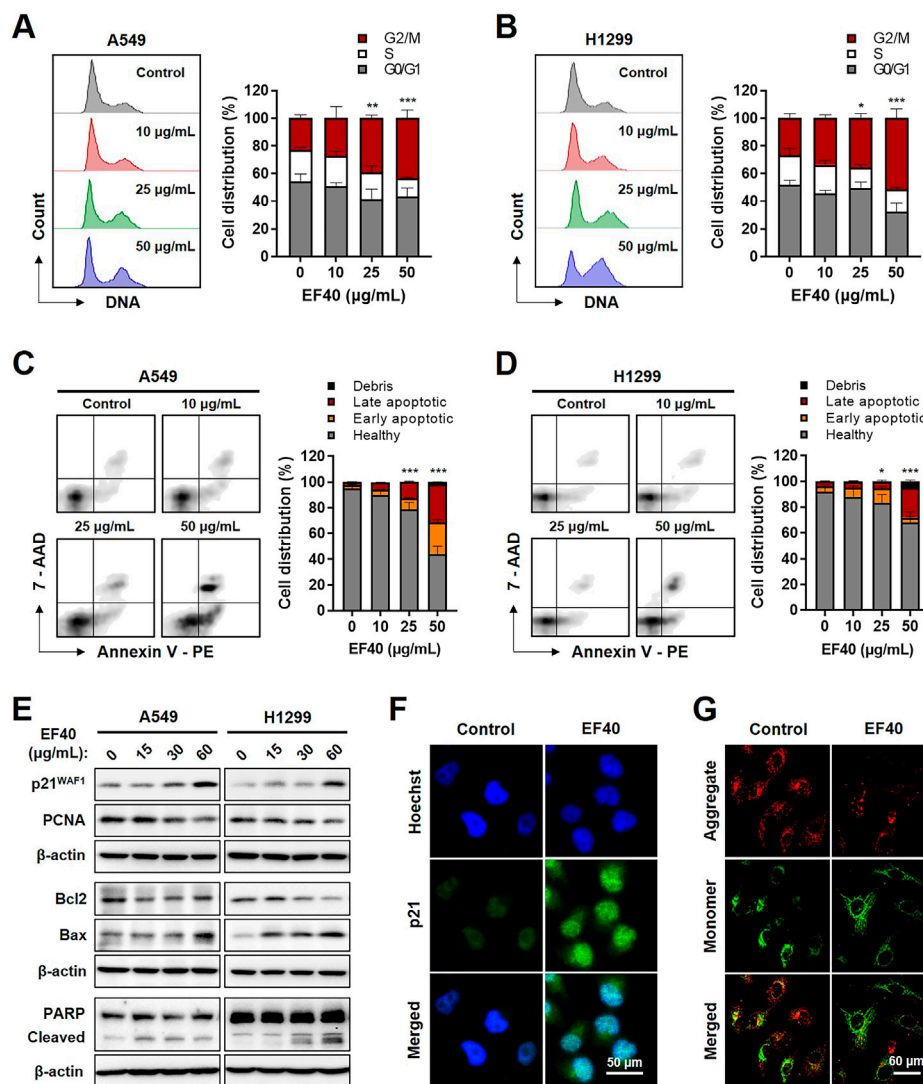 A
A549
Control
10 µg/mL
25 µg/mL
50 µg/mL
Count
DNA
G2/M
S
G0/G1
Cell distribution (%)
120
100
80
60
40
20
0
** ***
0 10 25 50
EF40 (µg/mL)
B
H1299
Control
10 µg/mL
25 µg/mL
50 µg/mL
Count
DNA
G2/M
S
G0/G1
Cell distribution (%)
120
100
80
60
40
20
0
* ***
0 10 25 50
EF40 (µg/mL)
C
A549
Control 10 µg/mL
25 µg/mL 50 µg/mL
7 - AAD
Annexin V - PE
Debris
Late apoptotic
Early apoptotic
Healthy
Cell distribution (%)
120
100
80
60
40
20
0
*** ***
0 10 25 50
EF40 (µg/mL)
D
H1299
Control 10 µg/mL
25 µg/mL 50 µg/mL
7 - AAD
Annexin V - PE
Debris
Late apoptotic
Early apoptotic
Healthy
Cell distribution (%)
120
100
80
60
40
20
0
* ***
0 10 25 50
EF40 (µg/mL)
E
A549 H1299
EF40
(µg/mL): 0 15 30 60 0 15 30 60
p21WAF1
PCNA
β-actin
Bcl2
Bax
β-actin
PARP
Cleaved
β-actin
F
Control EF40
Hoechst
p21
Merged
50 µm
G
Control EF40
Aggregate
Monomer
Merged
60 µm